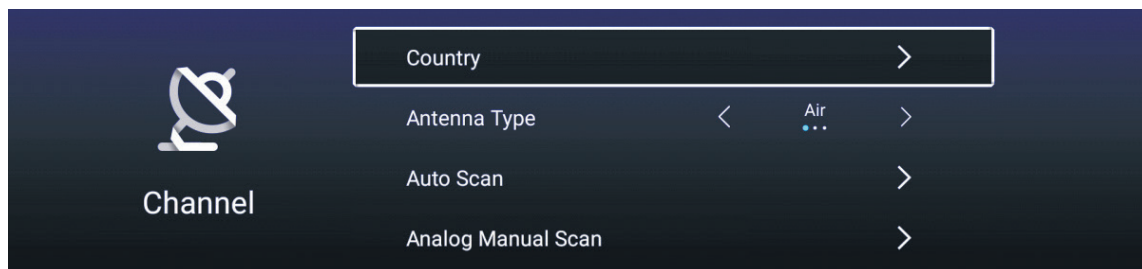 Country
Antenna Type Air
Auto Scan
Channel
Analog Manual Scan